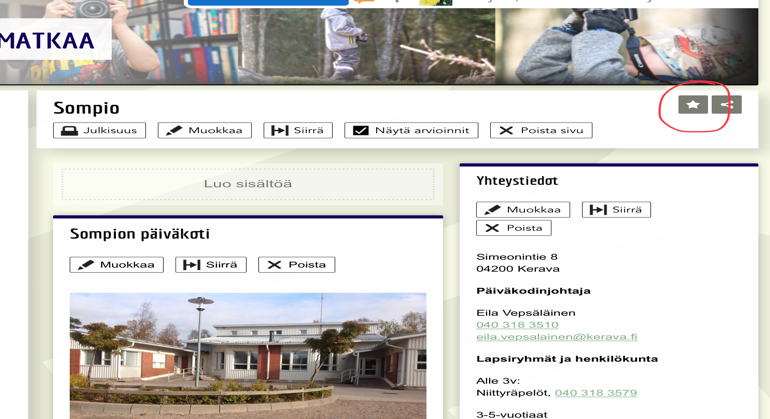 MATKAA
Sompio
Julkisuus Muokkaa Siirrä Näytä arvioinnit Poista sivu
Luo sisältöä
Sompion päiväkoti
Muokkaa Siirrä Poista
Yhteystiedot
Muokkaa Siirrä
Poista
Simeonintie 8
04200 Kerava
Päiväkodinjohtaja
Eila Vepsäläinen
040 318 3510
eila.vepsalainen@kerava.fi
Lapsiryhmät ja henkilökunta
Alle 3v:
Niittyräpelöt, 040 318 3579
3-5-vuotiaat